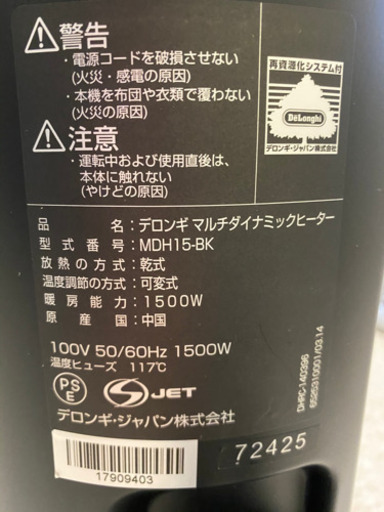 ⚠警告
・電源コードを破損させない
(火災・感電の原因)
・本機を布団や衣類で覆わない
(火災の原因)
⚠注意
・運転中および使用直後は、
本体に触れない
(やけどの原因)
再資源化システム付
DēLonghi
デロンギ・ジャパン株式会社
品 名：デロンギ マルチダイナミックヒーター
型式番号：MDH15-BK
放熱の方式：乾式
温度調節の方式：可変式
暖房能力：1500W
原産国：中国
100V 50/60Hz 1500W
温度ヒューズ 117℃
PS
E
S JET
デロンギ・ジャパン株式会社
DHRC-140396
6525310001/03.14
17909403
72425